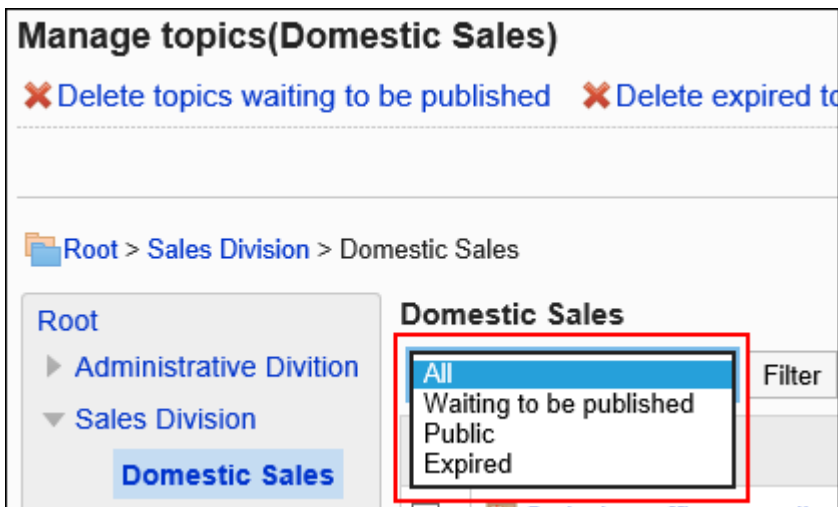 Manage topics(Domestic Sales)
Delete topics waiting to be published Delete expired
Root > Sales Division > Domestic Sales
Root
Administrative Divition
Sales Division
Domestic Sales
Domestic Sales
All
Waiting to be published
Public
Expired
Filter